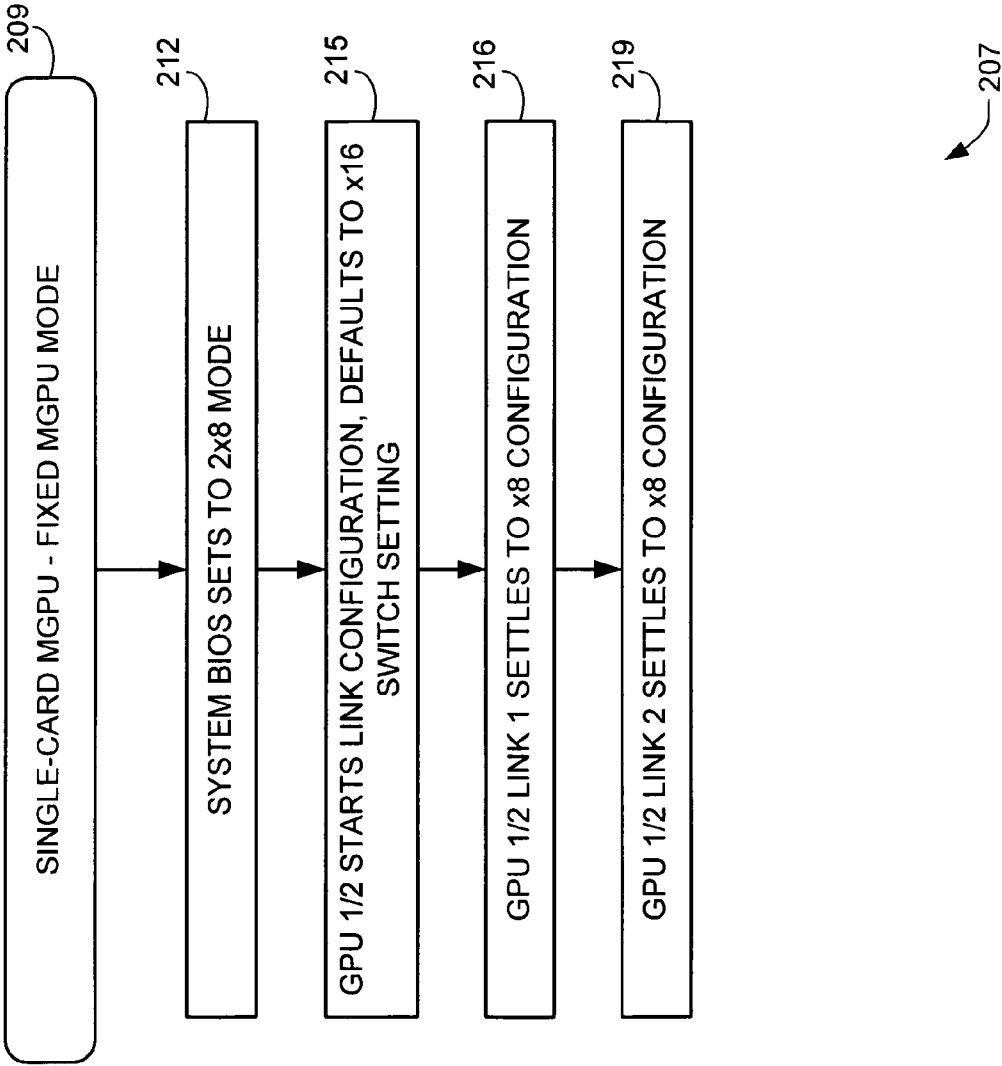 209
SINGLE-CARD MGPU - FIXED MGPU MODE
212
SYSTEM BIOS SETS TO 2x8 MODE
215
GPU 1/2 STARTS LINK CONFIGURATION, DEFAULTS TO x16
SWITCH SETTING
216
GPU 1/2 LINK 1 SETTLES TO x8 CONFIGURATION
219
GPU 1/2 LINK 2 SETTLES TO x8 CONFIGURATION
207